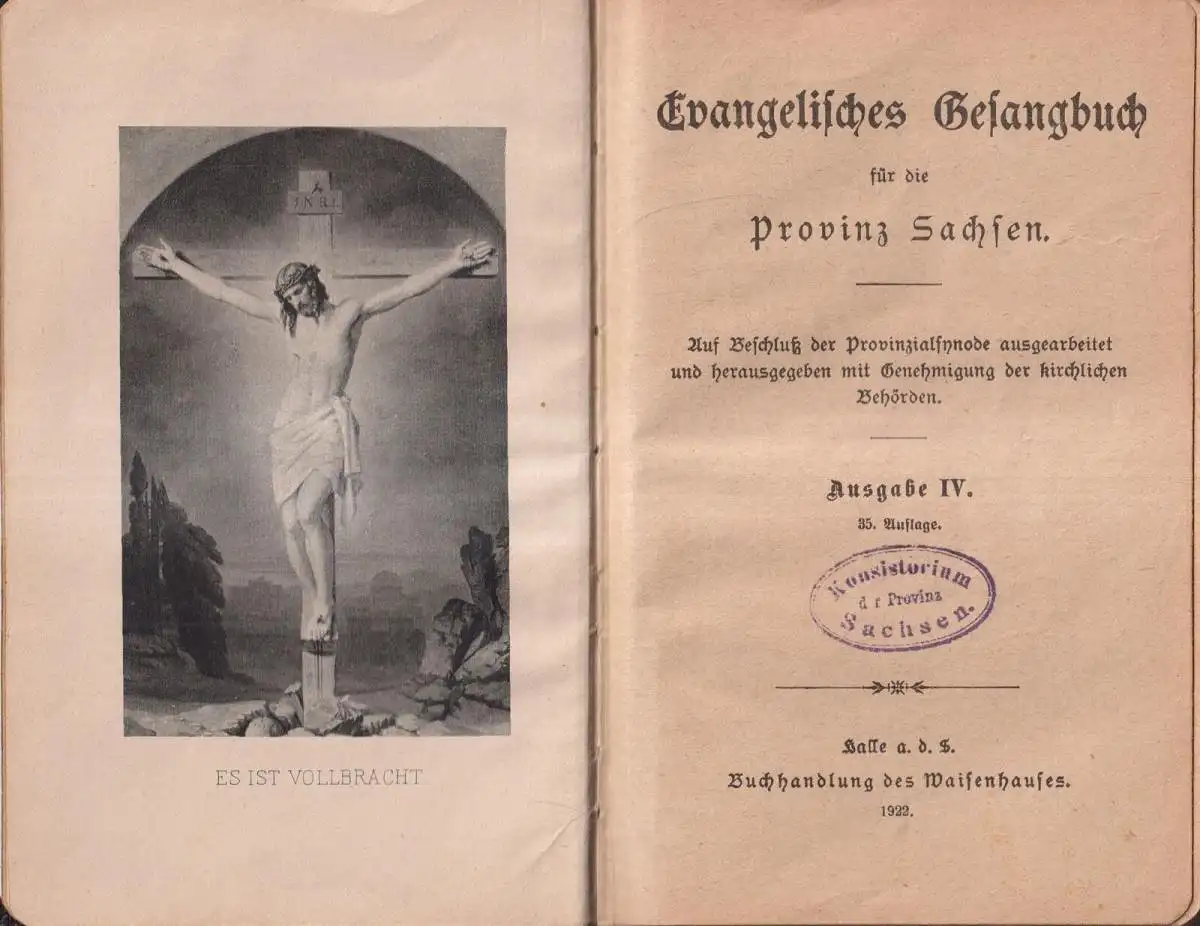 I.N.R.I.
ES IST VOLLBRACHT
Evangelisches Gesangbuch
für die
Provinz Sachsen.
Auf Beschluß der Provinzialsynode ausgearbeitet
und herausgegeben mit Genehmigung der kirchlichen
Behörden.
Ausgabe IV.
35. Auflage.
Konsistorium
d r Provinz
Sachsen.
Halle a. d. S.
Buchhandlung des Waisenhauses.
1922.